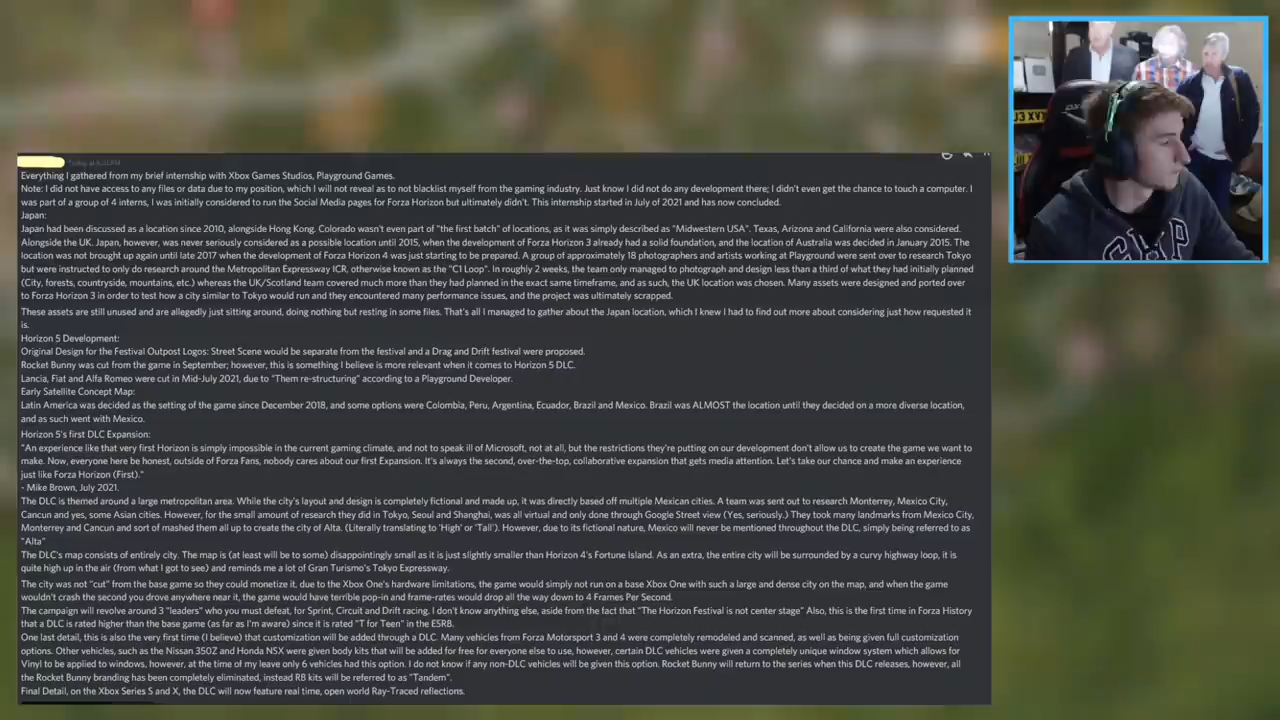 Today at 4:23 PM
Everything I gathered from my brief internship with Xbox Games Studios, Playground Games.
Note: I did not have access to any files or data due to my position, which I will not reveal as to not blacklist myself from the gaming industry. Just know I did not do any development there; I didn't even get the chance to touch a computer. I
was part of a group of 4 interns, I was initially considered to run the Social Media pages for Forza Horizon but ultimately didn't. This internship started in July of 2021 and has now concluded.
Japan:
Japan had been discussed as a location since 2010, alongside Hong Kong. Colorado wasn't even part of "the first batch" of locations, as it was simply described as "Midwestern USA". Texas, Arizona and California were also considered.
Alongside the UK. Japan, however, was never seriously considered as a possible location until 2015, when the development of Forza Horizon 3 already had a solid foundation, and the location of Australia was decided in January 2015. The
location was not brought up again until late 2017 when the development of Forza Horizon 4 was just starting to be prepared. A group of approximately 18 photographers and artists working at Playground were sent over to research Tokyo
but were instructed to only do research around the Metropolitan Expressway ICR, otherwise known as the "C1 Loop". In roughly 2 weeks, the team only managed to photograph and design less than a third of what they had initially planned
(City, forests, countryside, mountains, etc.) whereas the UK/Scotland team covered much more than they had planned in the exact same timeframe, and as such, the UK location was chosen. Many assets were designed and ported over
to Forza Horizon 3 in order to test how a city similar to Tokyo would run and they encountered many performance issues, and the project was ultimately scrapped.
These assets are still unused and are allegedly just sitting around, doing nothing but resting in some files. That's all I managed to gather about the Japan location, which I knew I had to find out more about considering just how requested it
is.
Horizon 5 Development:
Original Design for the Festival Outpost Logos: Street Scene would be separate from the festival and a Drag and Drift festival were proposed.
Rocket Bunny was cut from the game in September; however, this is something I believe is more relevant when it comes to Horizon 5 DLC.
Lancia, Fiat and Alfa Romeo were cut in Mid-July 2021, due to "Them re-structuring" according to a Playground Developer.
Early Satellite Concept Map:
Latin America was decided as the setting of the game since December 2018, and some options were Colombia, Peru, Argentina, Ecuador, Brazil and Mexico. Brazil was ALMOST the location until they decided on a more diverse location,
and as such went with Mexico.
Horizon 5's first DLC Expansion:
"An experience like that very first Horizon is simply impossible in the current gaming climate, and not to speak ill of Microsoft, not at all, but the restrictions they're putting on our development don't allow us to create the game we want to
make. Now, everyone here be honest, outside of Forza Fans, nobody cares about our first Expansion. It's always the second, over-the-top, collaborative expansion that gets media attention. Let's take our chance and make an experience
just like Forza Horizon (First)."
- Mike Brown, July 2021.
The DLC is themed around a large metropolitan area. While the city's layout and design is completely fictional and made up, it was directly based off multiple Mexican cities. A team was sent out to research Monterrey, Mexico City,
Cancun and yes, some Asian cities. However, for the small amount of research they did in Tokyo, Seoul and Shanghai, was all virtual and only done through Google Street view (Yes, seriously.) They took many landmarks from Mexico City,
Monterrey and Cancun and sort of mashed them all up to create the city of Alta. (Literally translating to 'High' or 'Tall'). However, due to its fictional nature, Mexico will never be mentioned throughout the DLC, simply being referred to as
"Alta"
The DLC's map consists of entirely city. The map is (at least will be to some) disappointingly small as it is just slightly smaller than Horizon 4's Fortune Island. As an extra, the entire city will be surrounded by a curvy highway loop, it is
quite high up in the air (from what I got to see) and reminds me a lot of Gran Turismo's Tokyo Expressway.
The city was not "cut" from the base game so they could monetize it, due to the Xbox One's hardware limitations, the game would simply not run on a base Xbox One with such a large and dense city on the map, and when the game
wouldn't crash the second you drove anywhere near it, the game would have terrible pop-in and frame-rates would drop all the way down to 4 Frames Per Second.
The campaign will revolve around 3 "leaders" who you must defeat, for Sprint, Circuit and Drift racing. I don't know anything else, aside from the fact that "The Horizon Festival is not center stage" Also, this is the first time in Forza History
that a DLC is rated higher than the base game (as far as I'm aware) since it is rated "T for Teen" in the ESRB.
One last detail, this is also the very first time (I believe) that customization will be added through a DLC. Many vehicles from Forza Motorsport 3 and 4 were completely remodeled and scanned, as well as being given full customization
options. Other vehicles, such as the Nissan 350Z and Honda NSX were given body kits that will be added for free for everyone else to use, however, certain DLC vehicles were given a completely unique window system which allows for
Vinyl to be applied to windows, however, at the time of my leave only 6 vehicles had this option. I do not know if any non-DLC vehicles will be given this option. Rocket Bunny will return to the series when this DLC releases, however, all
the Rocket Bunny branding has been completely eliminated, instead RB kits will be referred to as "Tandem".
Final Detail, on the Xbox Series S and X, the DLC will now feature real time, open world Ray-Traced reflections.
GAP